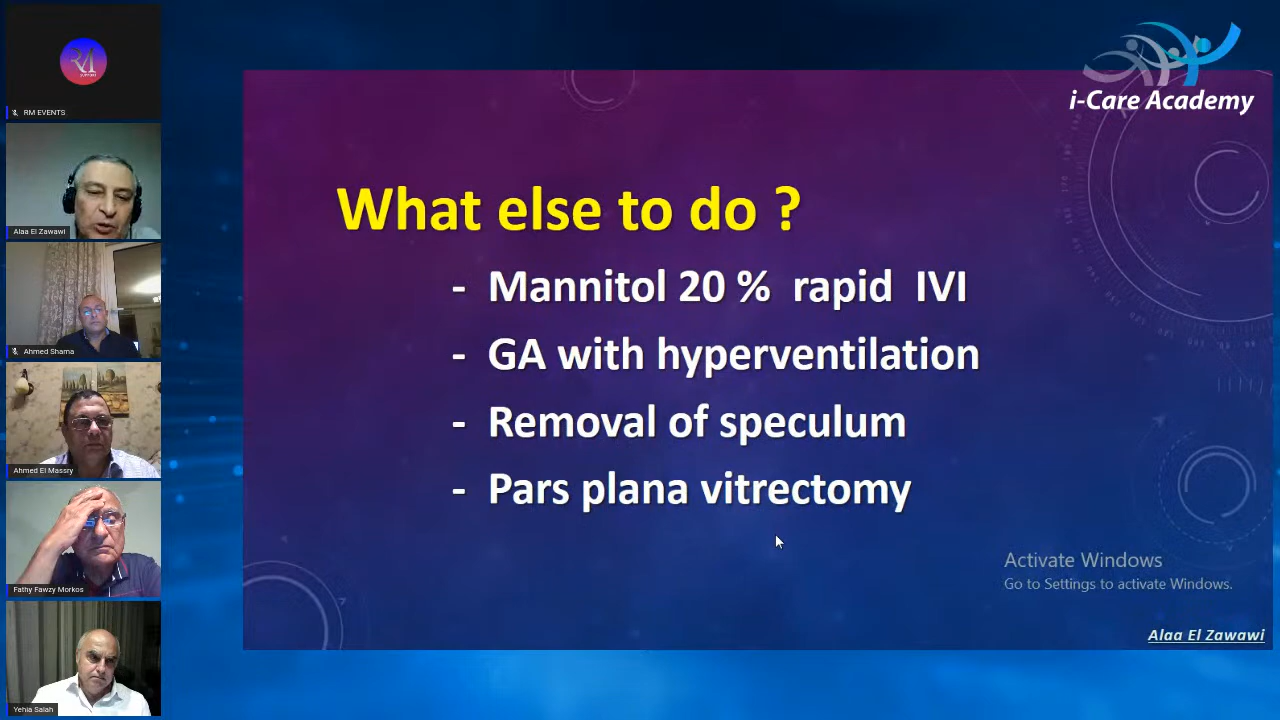 RM EVENTS
Alaa El Zawawi
Ahmed Shama
Ahmed El Massry
Fathy Fawzy Morkos
Yehia Salah
i-Care Academy
What else to do ?
- Mannitol 20 % rapid IVI
- GA with hyperventilation
- Removal of speculum
- Pars plana vitrectomy
Activate Windows
Go to Settings to activate Windows.
Alaa El Zawawi